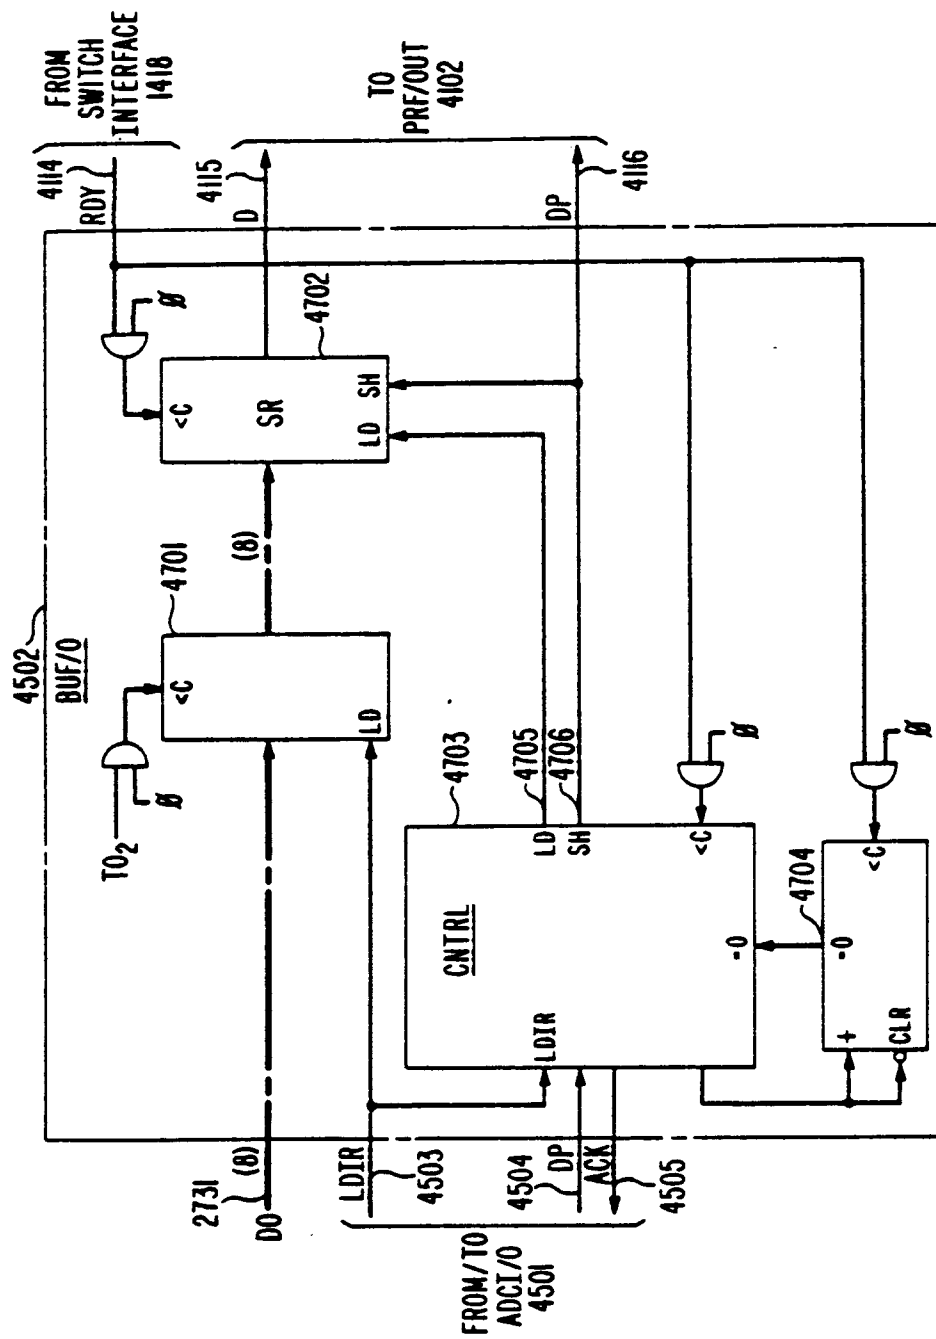 4502
BUF/O
FROM
SWITCH
INTERFACE
1418
4114
RDY
TO2
Ø
<C
4701
LD
(8)
Ø
<C
SR
4702
LD
SH
D
4115
TO
PRF/OUT
4102
DP
4116
2731
DO
(8)
LDIR
4503
4504
DP
ACK
4505
FROM/TO
ADCI/O
4501
CNTRL
4703
LDIR
LD
4705
SH
4706
<C
Ø
=0
4704
=0
+
CLR
<C
Ø